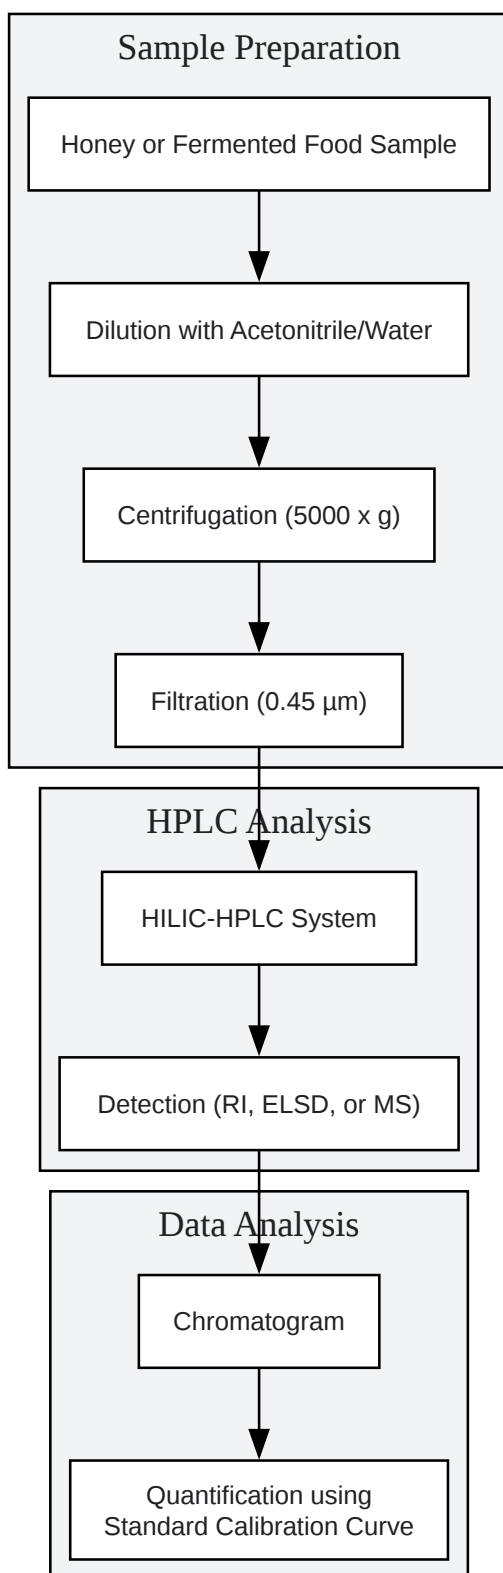 Sample Preparation
Honey or Fermented Food Sample
Dilution with Acetonitrile/Water
Centrifugation (5000 x g)
Filtration (0.45 µm)
HPLC Analysis
HILIC-HPLC System
Detection (RI, ELSD, or MS)
Data Analysis
Chromatogram
Quantification using
Standard Calibration Curve